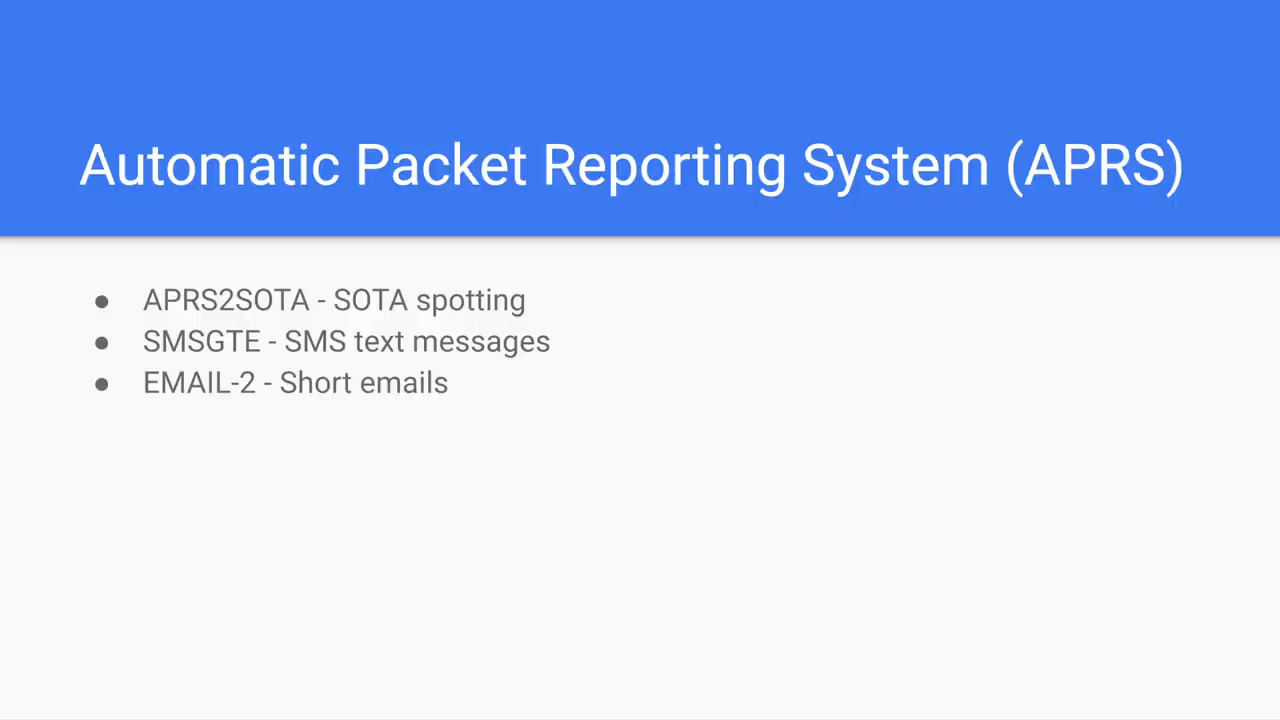 Automatic Packet Reporting System (APRS)
● APRS2SOTA - SOTA spotting
● SMSGTE - SMS text messages
● EMAIL-2 - Short emails